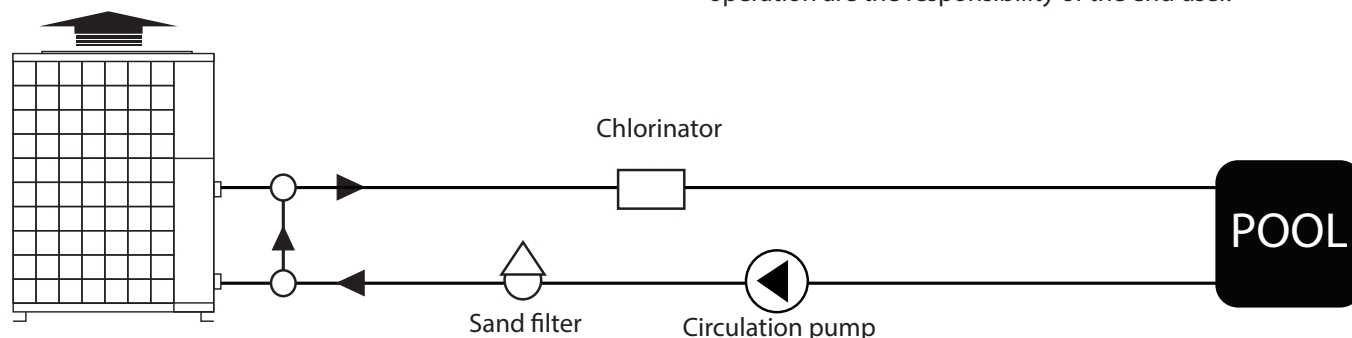 operation are the responsibility of the end user.
Chlorinator
POOL
Sand filter
Circulation pump